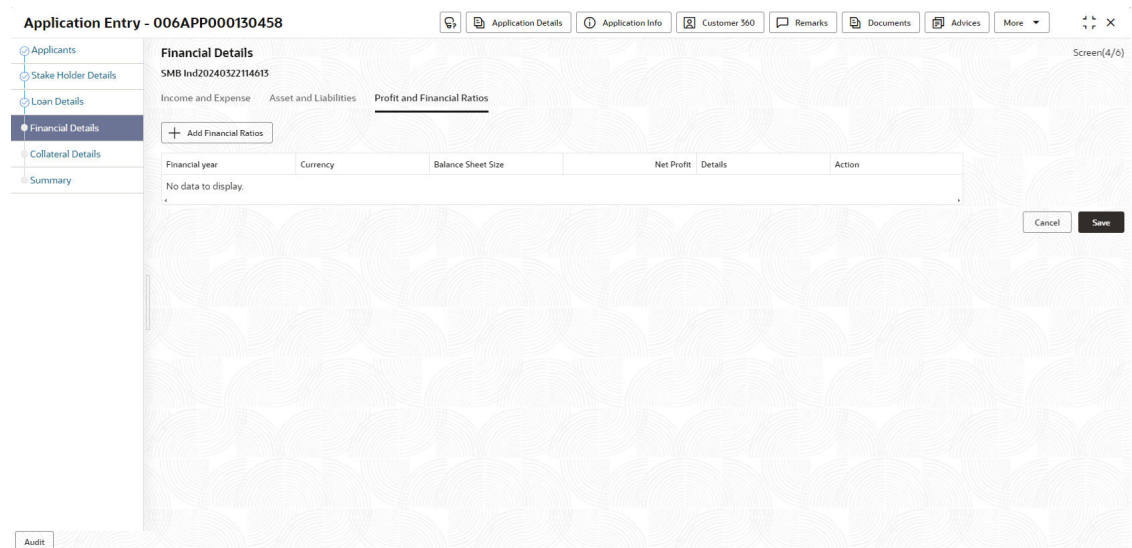 Application Entry - 006APP000130458
Application Details
Application Info
Customer 360
Remarks
Documents
Advices
More
Applicants
Stake Holder Details
Loan Details
Financial Details
Collateral Details
Summary
Financial Details
Screen(4/6)
SMB Ind20240322114613
Income and Expense Asset and Liabilities Profit and Financial Ratios
Add Financial Ratios
Financial year Currency Balance Sheet Size Net Profit Details Action
No data to display.
Cancel Save
Audit